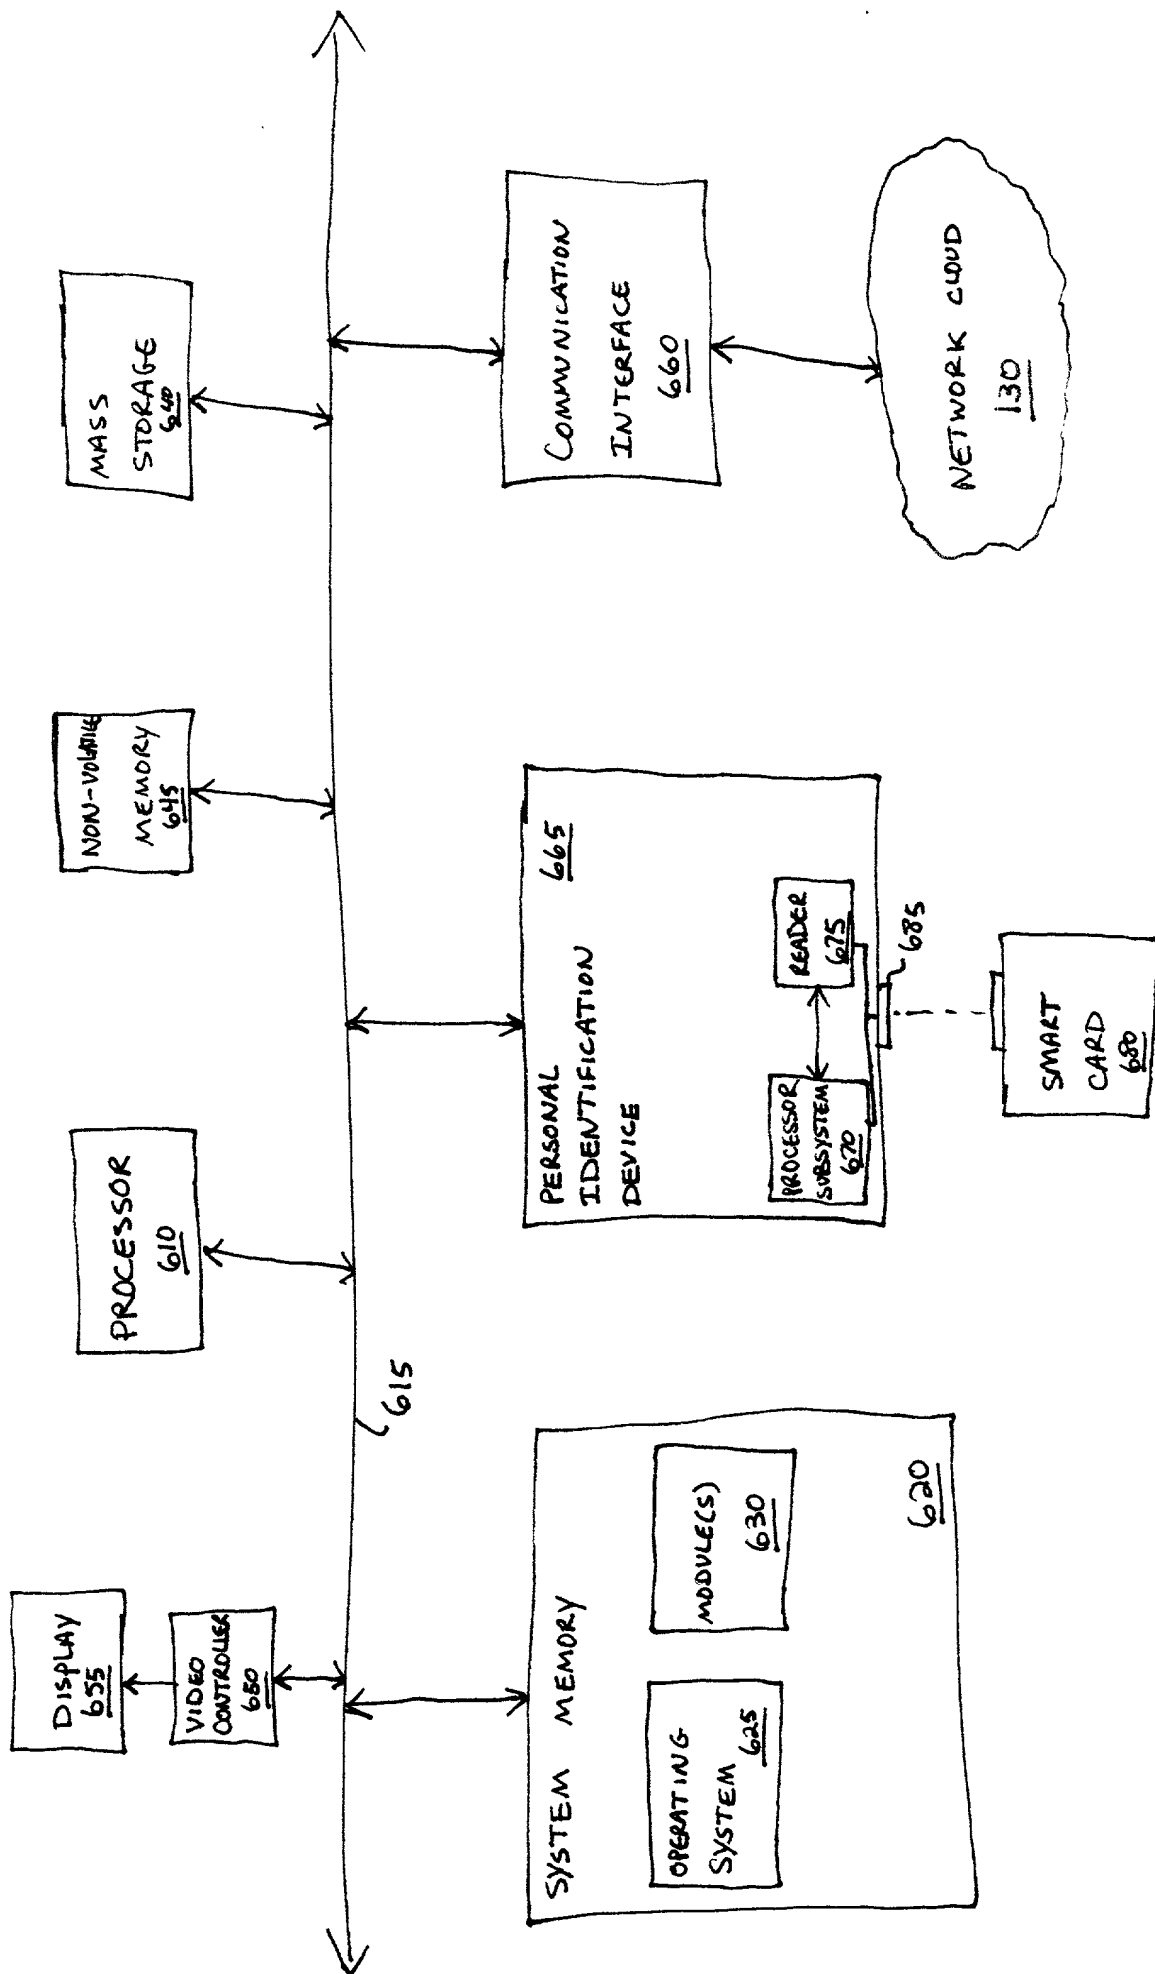 DISPLAY
655
VIDEO
CONTROLLER
650
PROCESSOR
610
NON-VOLATILE
MEMORY
645
MASS
STORAGE
640
615
SYSTEM MEMORY
OPERATING
SYSTEM 625
MODULE(S)
630
620
PERSONAL
IDENTIFICATION
DEVICE
665
PROCESSOR
SUBSYSTEM
670
READER
675
685
SMART
CARD
680
COMMUNICATION
INTERFACE
660
NETWORK CLOUD
130